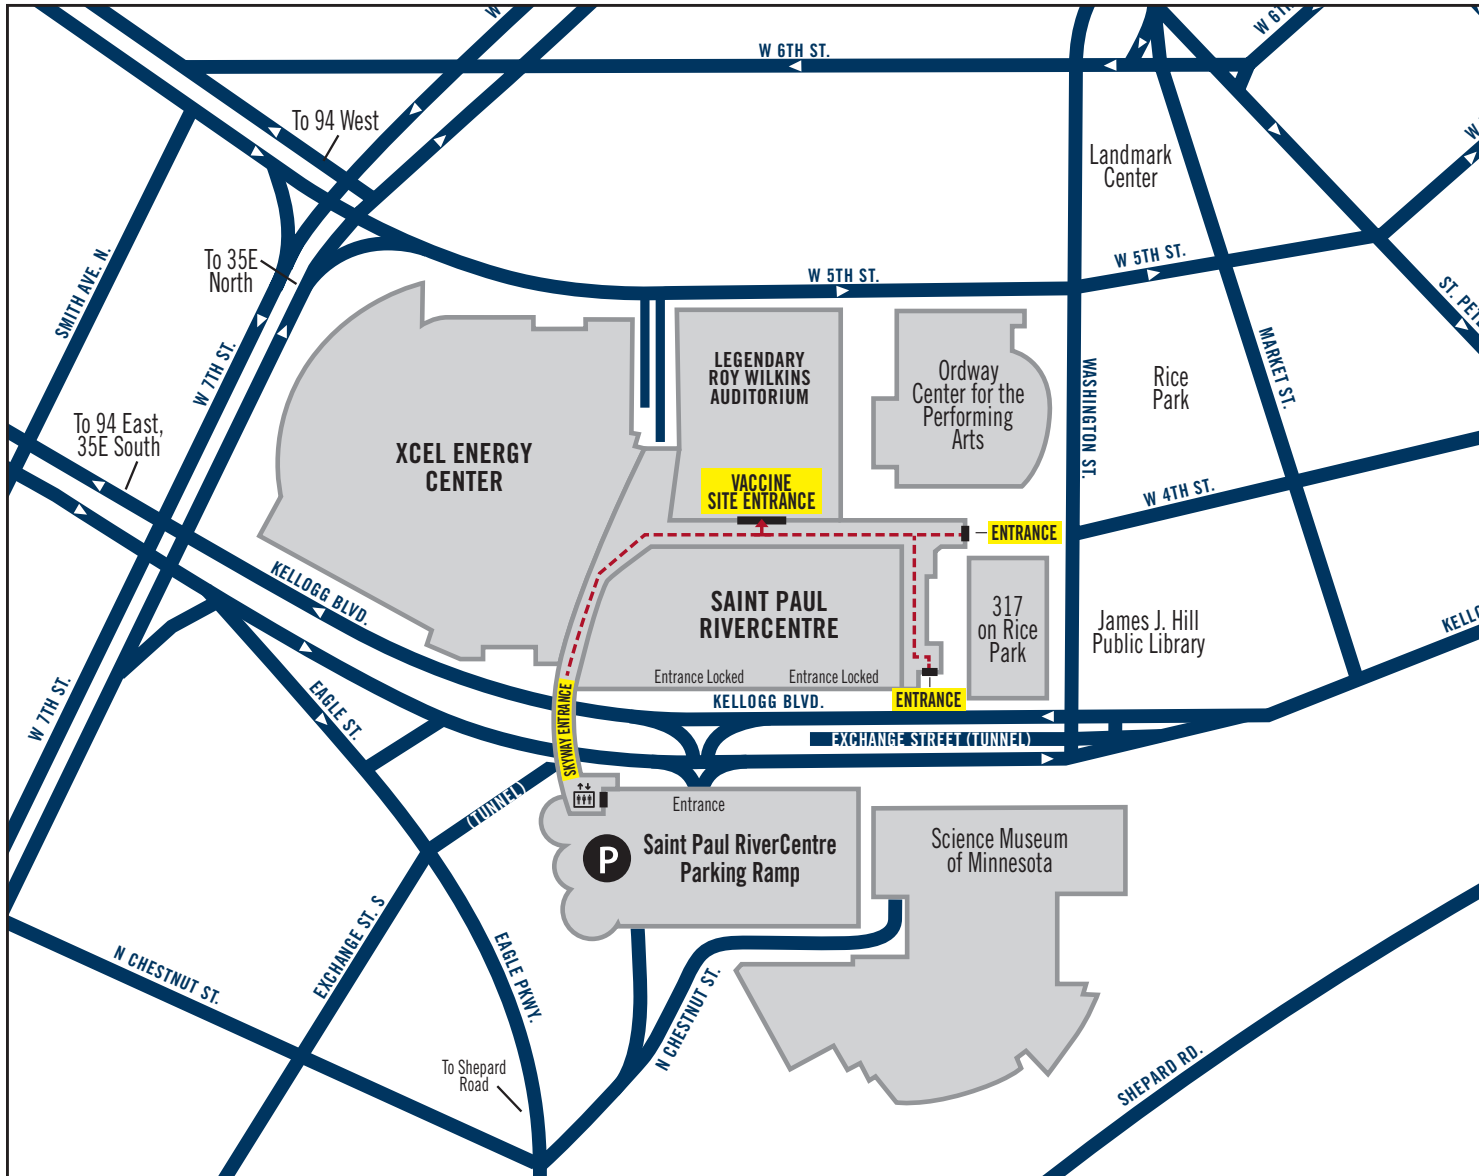 W 6TH ST.
To 94 West
Landmark
Center
SMITH AVE. N.
To 35E
North
W 5TH ST.
W 5TH ST.
W 7TH ST.
LEGENDARY
ROY WILKINS
AUDITORIUM
Ordway
Center for the
Performing
Arts
WASHINGTON ST.
Rice
Park
MARKET ST.
To 94 East,
35E South
XCEL ENERGY
CENTER
VACCINE
SITE ENTRANCE
W 4TH ST.
ENTRANCE
KELLOGG BLVD.
SAINT PAUL
RIVERCENTRE
317
on Rice
Park
James J. Hill
Public Library
Entrance Locked
Entrance Locked
KELLOGG BLVD.
ENTRANCE
EXCHANGE STREET (TUNNEL)
SKYWAY ENTRANCE
W 7TH ST.
EAGLE ST.
(TUNNEL)
Entrance
P
Saint Paul RiverCentre
Parking Ramp
Science Museum
of Minnesota
EXCHANGE ST. S
EAGLE PKWY.
N CHESTNUT ST.
N CHESTNUT ST.
To Shepard
Road
SHEPARD RD.